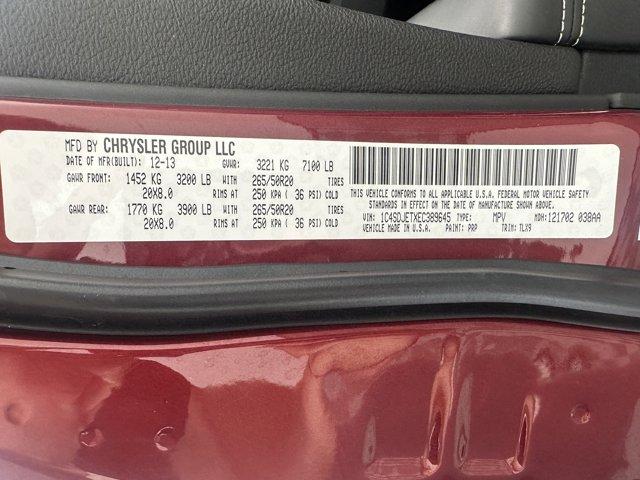 MFD BY CHRYSLER GROUP LLC
DATE OF MFR(BUILT): 12-13 GVWR: 3221 KG 7100 LB
GAWR FRONT: 1452 KG 3200 LB WITH 265/50R20 TIRES
20X8.0 RIMS AT 250 KPA ( 36 PSI) COLD
GAWR REAR: 1770 KG 3900 LB WITH 265/50R20 TIRES
20X8.0 RIMS AT 250 KPA ( 36 PSI) COLD
THIS VEHICLE CONFORMS TO ALL APPLICABLE U.S.A. FEDERAL MOTOR VEHICLE SAFETY
STANDARDS IN EFFECT ON THE DATE OF MANUFACTURE SHOWN ABOVE.
VIN: 1C4SDJETXEC389645 MPV MDH: 121702 038AA
VEHICLE MADE IN U.S.A. PAINT: PRP TRIM: TLX9